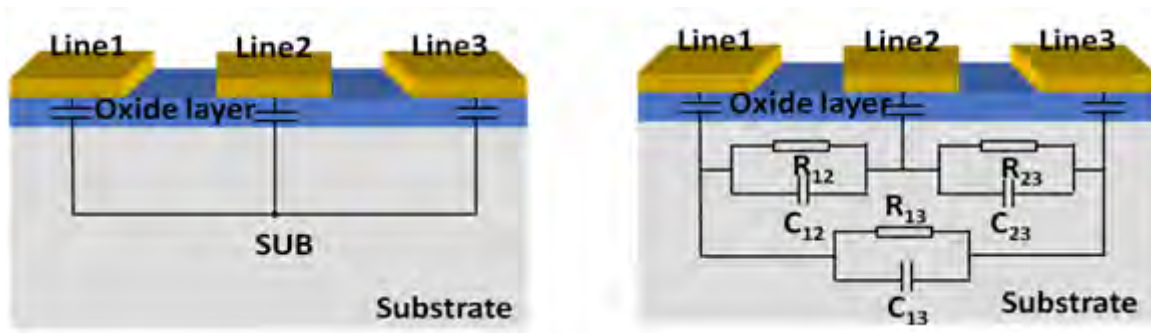 Line1 Line2 Line3
Oxide layer
SUB
Substrate
Line1 Line2 Line3
Oxide layer
R12 R23
C12 R13 C23
C13 Substrate